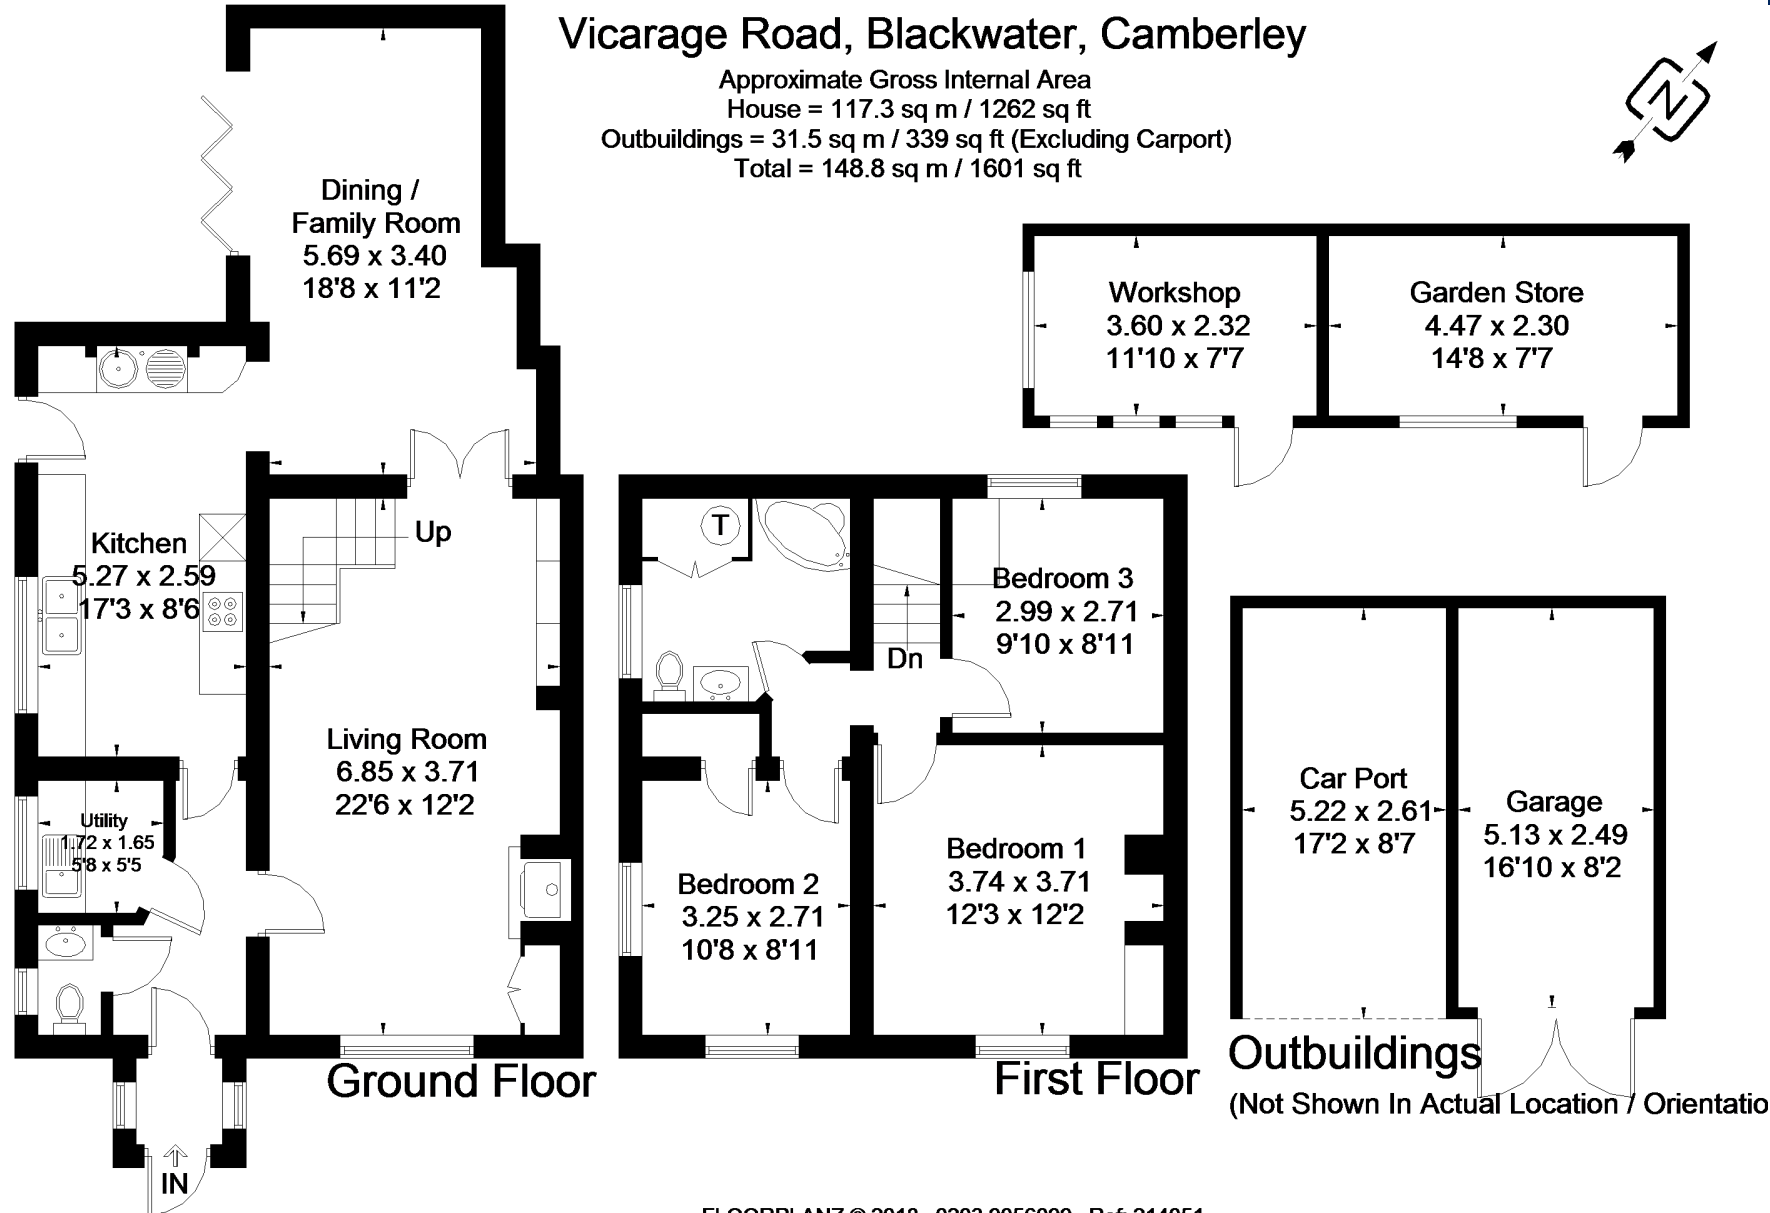 Vicarage Road, Blackwater, Camberley
Approximate Gross Internal Area
House = 117.3 sq m / 1262 sq ft
Outbuildings = 31.5 sq m / 339 sq ft (Excluding Carport)
Total = 148.8 sq m / 1601 sq ft
N
Dining /
Family Room
5.69 x 3.40
18'8 x 11'2
Workshop
3.60 x 2.32
11'10 x 7'7
Garden Store
4.47 x 2.30
14'8 x 7'7
Kitchen
5.27 x 2.59
17'3 x 8'6
Up
T
Bedroom 3
2.99 x 2.71
9'10 x 8'11
Dn
Living Room
6.85 x 3.71
22'6 x 12'2
Utility
1.72 x 1.65
5'8 x 5'5
Bedroom 2
3.25 x 2.71
10'8 x 8'11
Bedroom 1
3.74 x 3.71
12'3 x 12'2
Car Port
5.22 x 2.61
17'2 x 8'7
Garage
5.13 x 2.49
16'10 x 8'2
IN
Ground Floor
First Floor
Outbuildings
(Not Shown In Actual Location / Orientatio
FLOORPLANZ © 2018